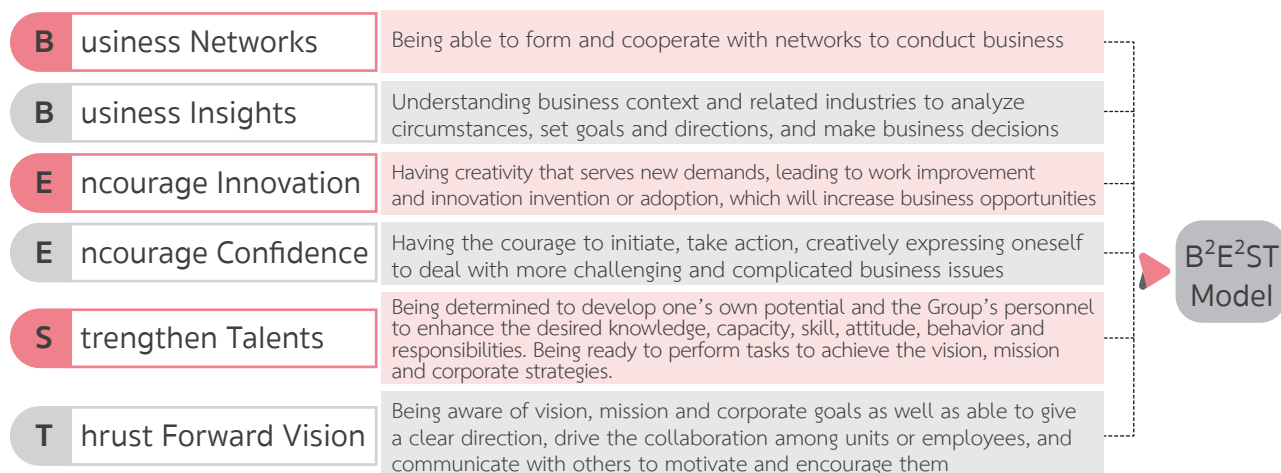 B usiness Networks
Being able to form and cooperate with networks to conduct business
B usiness Insights
Understanding business context and related industries to analyze
circumstances, set goals and directions, and make business decisions
E ncourage Innovation
Having creativity that serves new demands, leading to work improvement
and innovation invention or adoption, which will increase business opportunities
E ncourage Confidence
Having the courage to initiate, take action, creatively expressing oneself
to deal with more challenging and complicated business issues
S trengthen Talents
Being determined to develop one’s own potential and the Group’s personnel
to enhance the desired knowledge, capacity, skill, attitude, behavior and
responsibilities. Being ready to perform tasks to achieve the vision, mission
and corporate strategies.
T hrust Forward Vision
Being aware of vision, mission and corporate goals as well as able to give
a clear direction, drive the collaboration among units or employees, and
communicate with others to motivate and encourage them
B²E²ST
Model